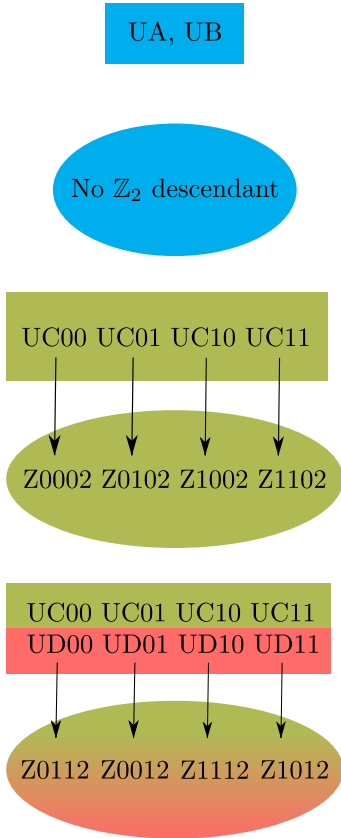 UA, UB
No ℤ₂ descendant
UC00 UC01 UC10 UC11
Z0002 Z0102 Z1002 Z1102
UC00 UC01 UC10 UC11
UD00 UD01 UD10 UD11
Z0112 Z0012 Z1112 Z1012